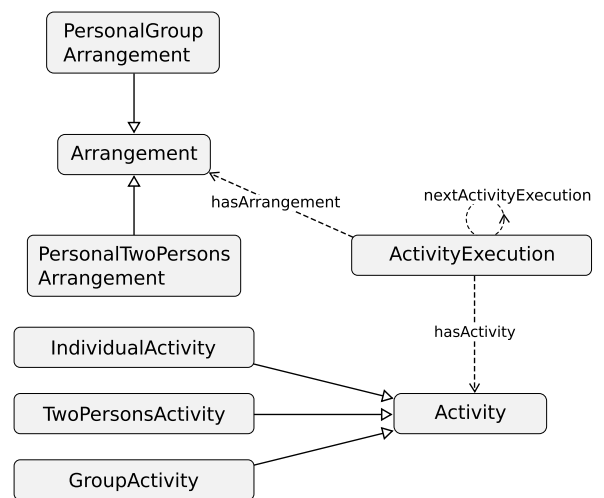 PersonalGroup
Arrangement
Arrangement
hasArrangement
nextActivityExecution
PersonalTwoPersons
Arrangement
ActivityExecution
hasActivity
IndividualActivity
TwoPersonsActivity
Activity
GroupActivity